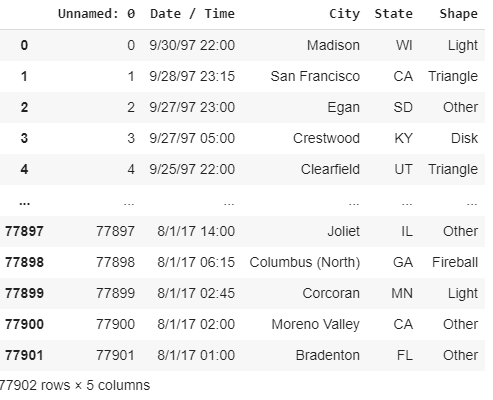 Unnamed: 0 Date / Time City State Shape
0 0 9/30/97 22:00 Madison WI Light
1 1 9/28/97 23:15 San Francisco CA Triangle
2 2 9/27/97 23:00 Egan SD Other
3 3 9/27/97 05:00 Crestwood KY Disk
4 4 9/25/97 22:00 Clearfield UT Triangle
... ... ... ... ... ...
77897 77897 8/1/17 14:00 Joliet IL Other
77898 77898 8/1/17 06:15 Columbus (North) GA Fireball
77899 77899 8/1/17 02:45 Corcoran MN Light
77900 77900 8/1/17 02:00 Moreno Valley CA Other
77901 77901 8/1/17 01:00 Bradenton FL Other
77902 rows × 5 columns